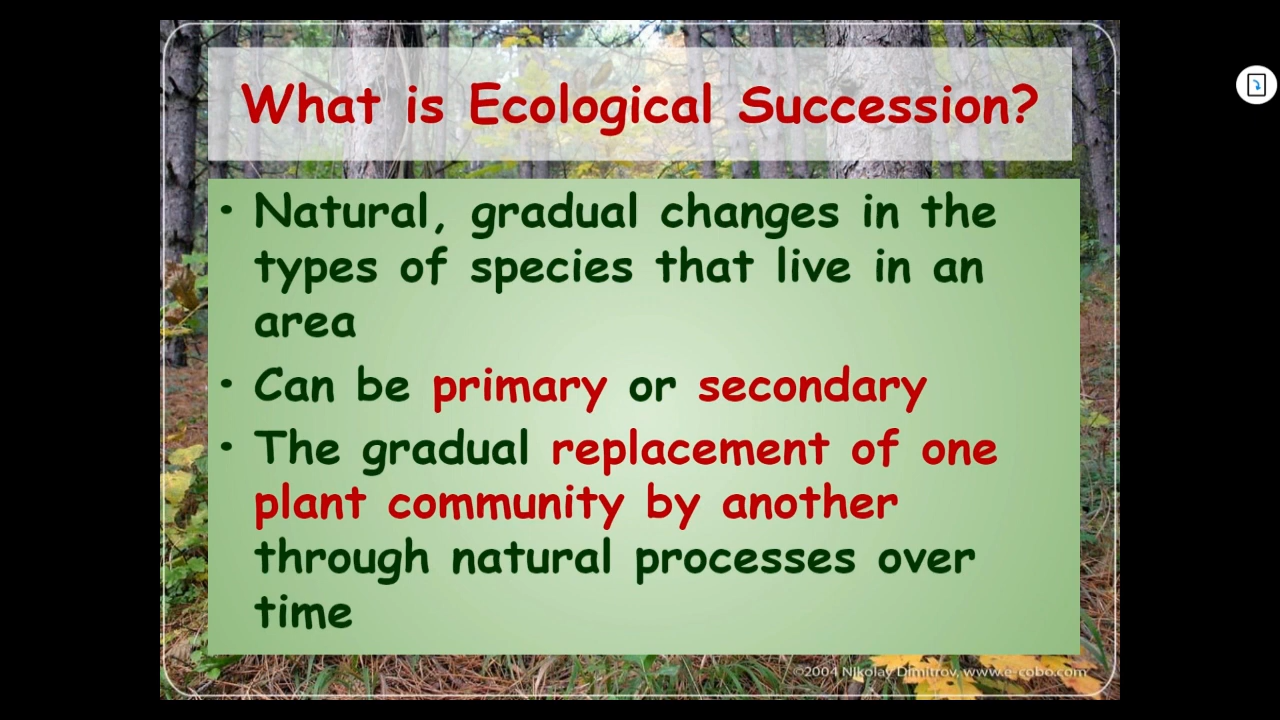 What is Ecological Succession?
• Natural, gradual changes in the
types of species that live in an
area
• Can be primary or secondary
• The gradual replacement of one
plant community by another
through natural processes over
time
©2004 Nikolay Dimitrov, www.e-cobo.com